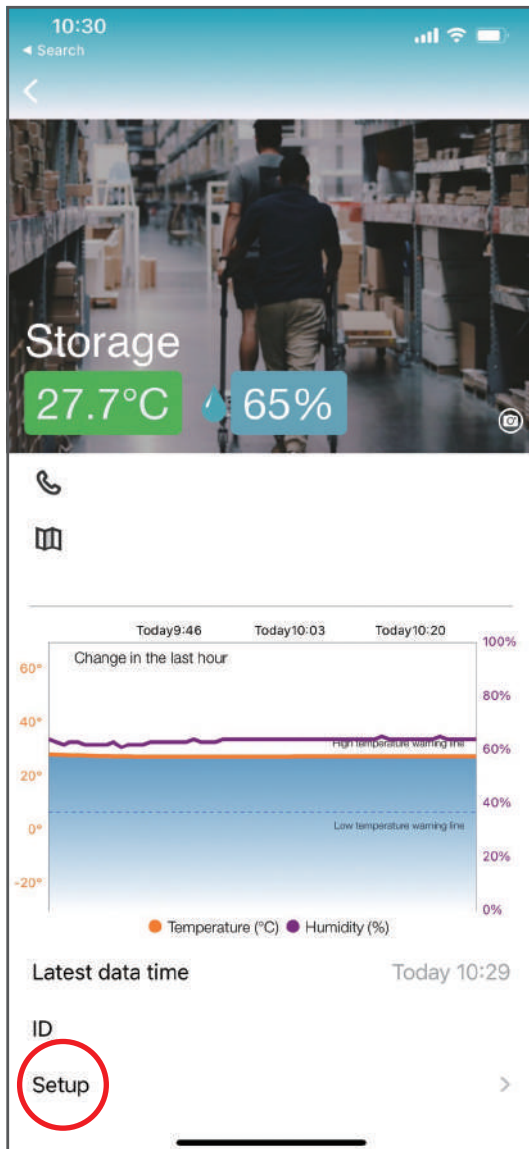 10:30
◀ Search
Storage
27.7°C 65%
Today9:46 Today10:03 Today10:20
Change in the last hour
100%
60°
80%
40°
High temperature warning line
60%
20°
40%
0°
Low temperature warning line
20%
-20°
0%
Temperature (°C) Humidity (%)
Latest data time Today 10:29
ID
Setup